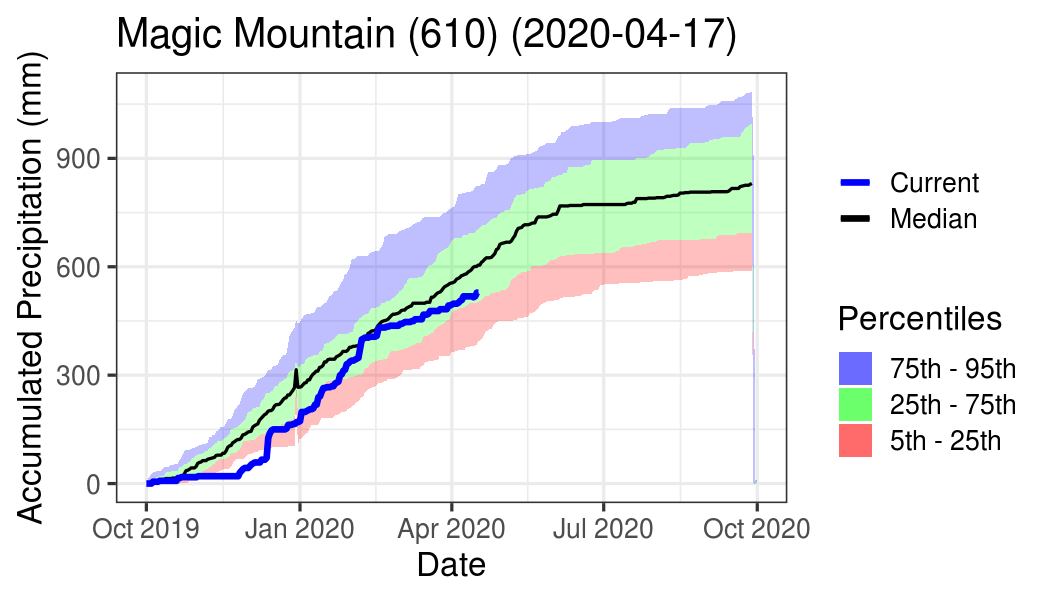 Magic Mountain (610) (2020-04-17)
Accumulated Precipitation (mm)
900
600
300
0
Oct 2019
Jan 2020
Apr 2020
Jul 2020
Oct 2020
Date
Current
Median
Percentiles
75th - 95th
25th - 75th
5th - 25th